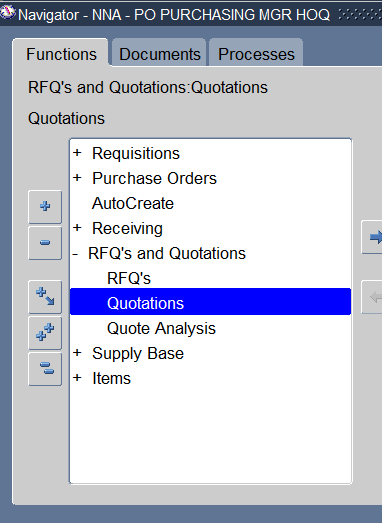 Navigator - NNA - PO PURCHASING MGR HOQ
Functions Documents Processes
RFQ's and Quotations:Quotations
Quotations
+ Requisitions
+ Purchase Orders
AutoCreate
+ Receiving
- RFQ's and Quotations
RFQ's
Quotations
Quote Analysis
+ Supply Base
+ Items